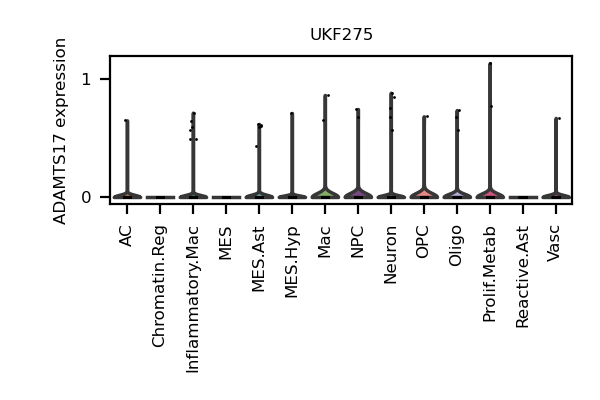 UKF275
ADAMTS17 expression
1
0
AC
Chromatin.Reg
Inflammatory.Mac
MES
MES.Ast
MES.Hyp
Mac
NPC
Neuron
OPC
Oligo
Prolif.Metab
Reactive.Ast
Vasc